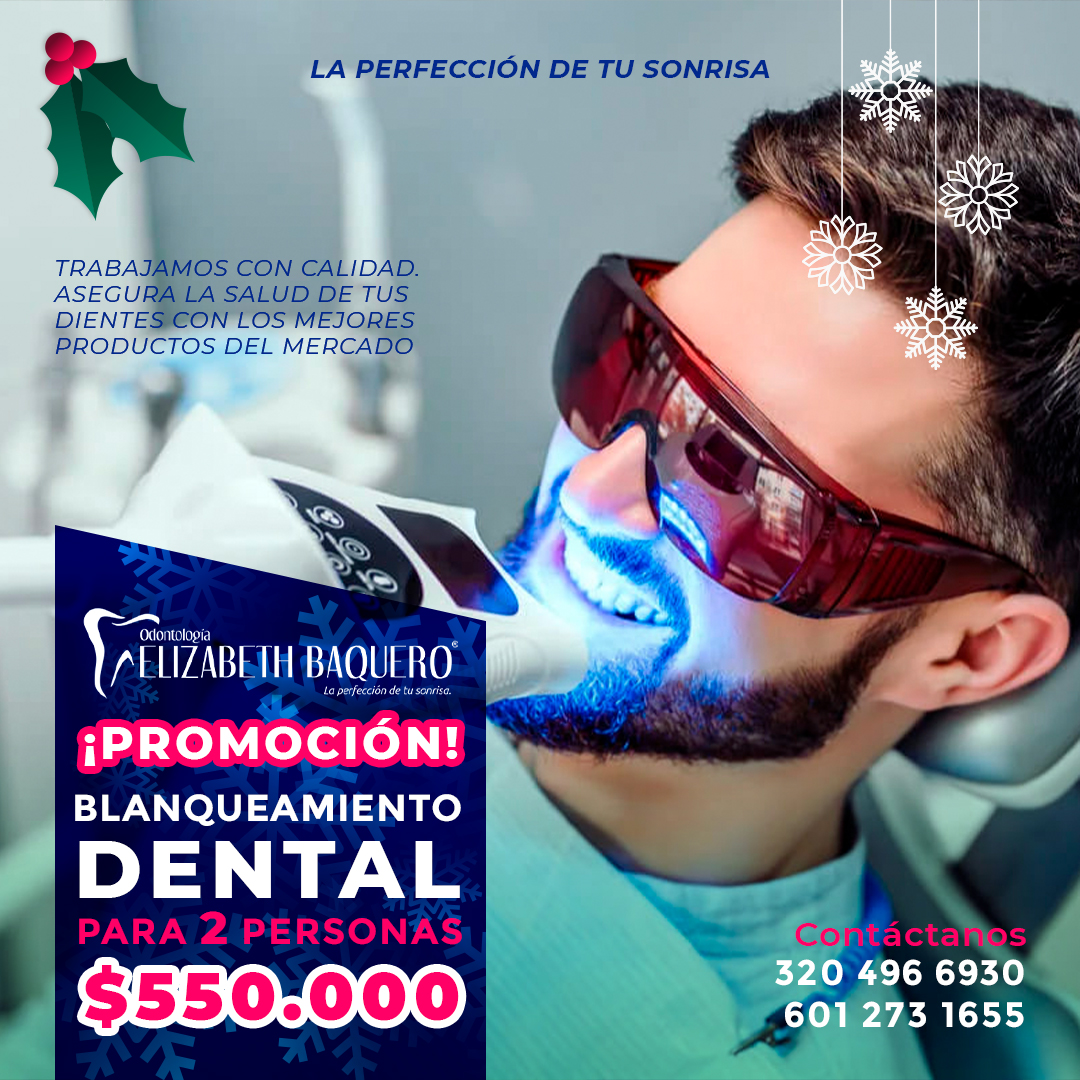 LA PERFECCIÓN DE TU SONRISA
TRABAJAMOS CON CALIDAD.
ASEGURA LA SALUD DE TUS
DIENTES CON LOS MEJORES
PRODUCTOS DEL MERCADO
Odontología
ELIZABETH BAQUERO®
La perfección de tu sonrisa.
¡PROMOCIÓN!
BLANQUEAMIENTO
DENTAL
PARA 2 PERSONAS
$550.000
Contáctanos
320 496 6930
601 273 1655